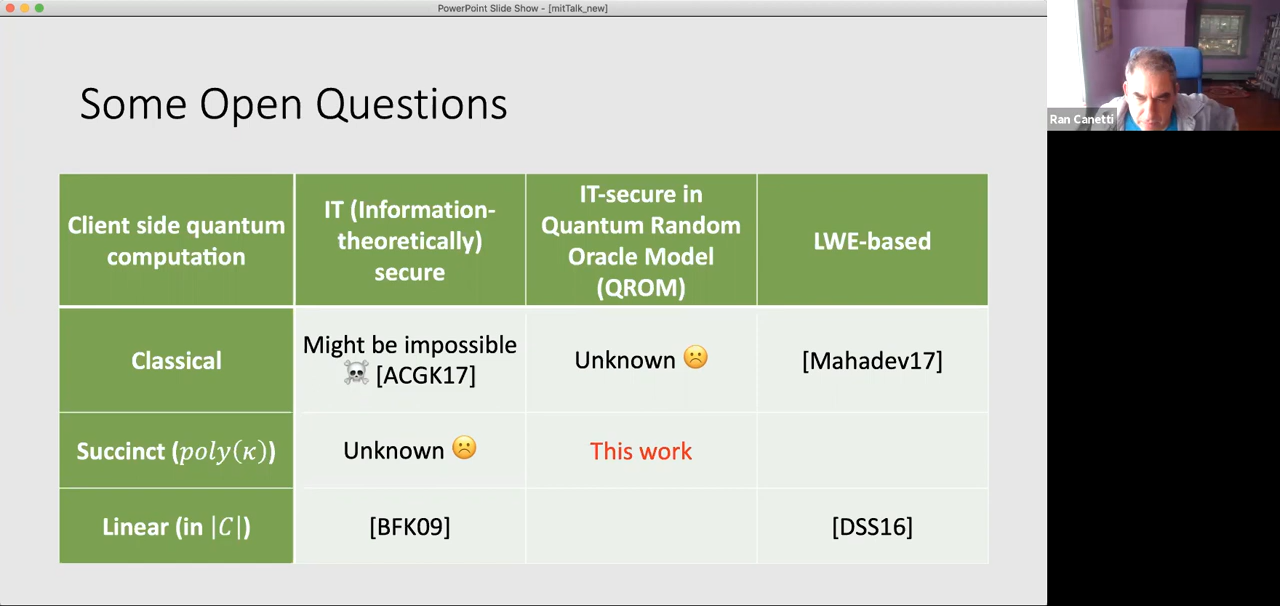 PowerPoint Slide Show - [mitTalk_new]
Ran Canetti
Some Open Questions
Client side quantum
computation
IT (Information-
theoretically)
secure
IT-secure in
Quantum Random
Oracle Model
(QROM)
LWE-based
Classical
Might be impossible
☠️ [ACGK17]
Unknown ☹️
[Mahadev17]
Succinct (poly(κ))
Unknown ☹️
This work
Linear (in |C|)
[BFK09]
[DSS16]